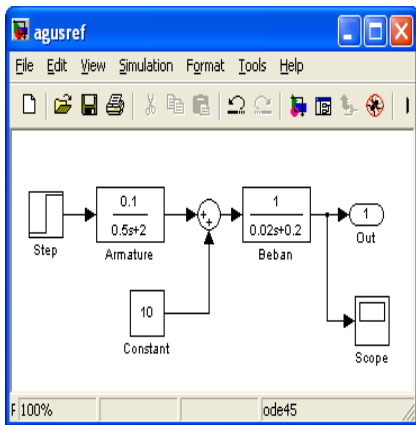 agusref
File Edit View Simulation Format Tools Help
Step
0.1
0.5s+2
Armature
+
+
1
0.02s+0.2
Beban
1
Out
10
Constant
Scope
F 100% ode45